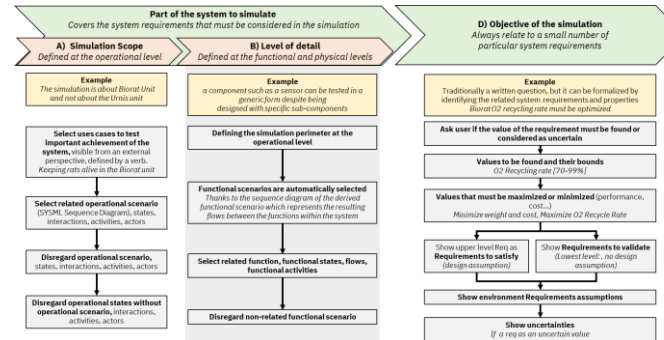 Part of the system to simulate
Covers the system requirements that must be considered in the simulation
A) Simulation Scope
Defined at the operational level
B) Level of detail
Defined at the functional and physical levels
D) Objective of the simulation
Always relate to a small number of
particular system requirements
Example
The simulation is about Biorat Unit
and not about the Urnis unit
Select uses cases to test
important achievement of the
system, visible from an external
perspective, defined by a verb.
Keeping rats alive in the Biorat unit
Select related operational scenario
(SYSML Sequence Diagram), states,
interactions, activities, actors
Disregard operational scenario,
states, interactions, activities, actors
Disregard operational states without
operational scenario, interactions,
activities, actors
Example
a component such as a sensor can be tested in a
generic form despite being
designed with specific sub-components
Defining the simulation perimeter at the
operational level
Functional scenarios are automatically selected
Thanks to the sequence diagram of the derived
functional scenario which represents the resulting
flows between the functions within the system
Select related function, functional states, flows,
functional activities
Disregard non-related functional scenario
Example
Traditionally a written question, but it can be formalized by
identifying the related system requirements and properties
Biorat O2 recycling rate must be optimized
Ask user if the value of the requirement must be found or
considered as uncertain
Values to be found and their bounds
O2 Recycling rate [70-99%]
Values that must be maximized or minimized (performance,
cost...)
Minimize weight and cost, Maximize O2 Recycle Rate
Show upper level Req as
Requirements to satisfy
(design assumption)
Show Requirements to validate
(Lowest level:, no design
assumption)
Show environment Requirements assumptions
Show uncertainties
If a req as an uncertain value